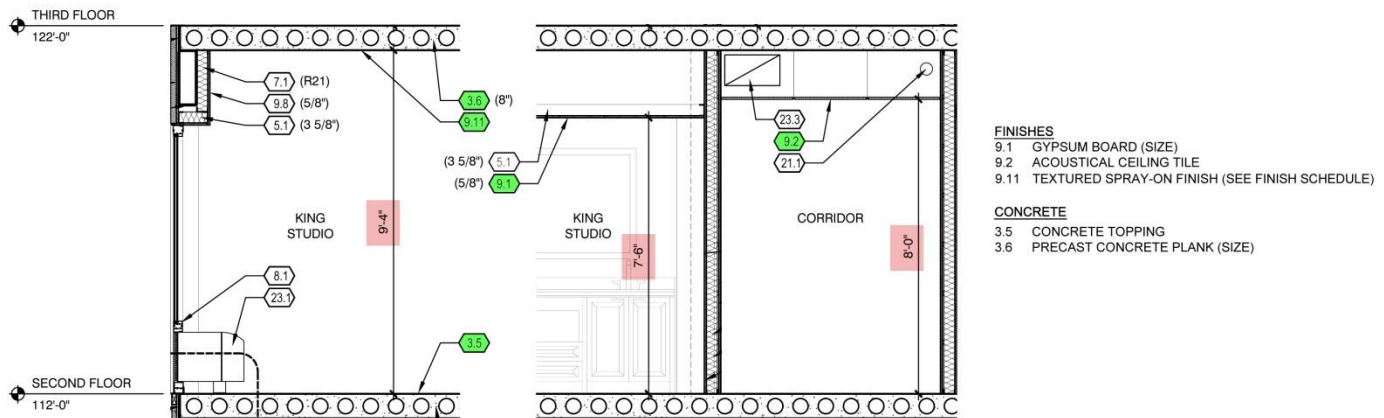 THIRD FLOOR
122'-0"
7.1 (R21)
9.8 (5/8")
5.1 (3 5/8")
3.6 (8")
9.11
23.3
9.2
21.1
(3 5/8") 5.1
(5/8") 9.1
KING
STUDIO
9'-4"
KING
STUDIO
7'-6"
CORRIDOR
8'-0"
8.1
23.1
3.5
SECOND FLOOR
112'-0"
FINISHES
9.1 GYPSUM BOARD (SIZE)
9.2 ACOUSTICAL CEILING TILE
9.11 TEXTURED SPRAY-ON FINISH (SEE FINISH SCHEDULE)
CONCRETE
3.5 CONCRETE TOPPING
3.6 PRECAST CONCRETE PLANK (SIZE)